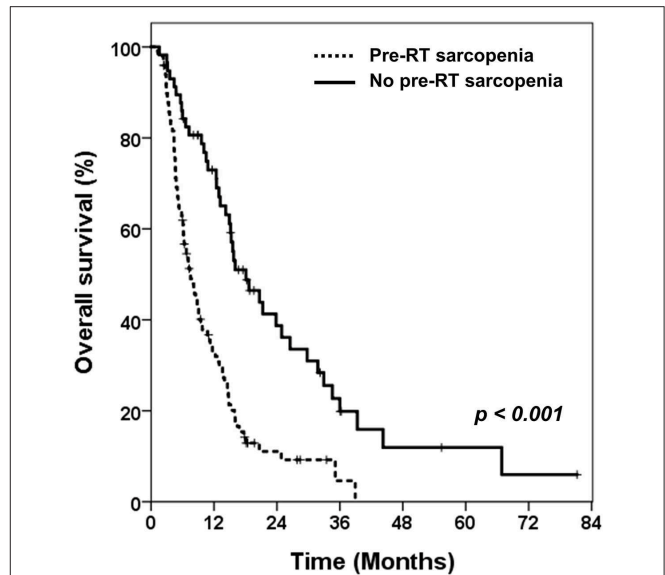 Pre-RT sarcopenia
No pre-RT sarcopenia
Overall survival (%)
100
80
60
40
20
0
p < 0.001
0 12 24 36 48 60 72 84
Time (Months)